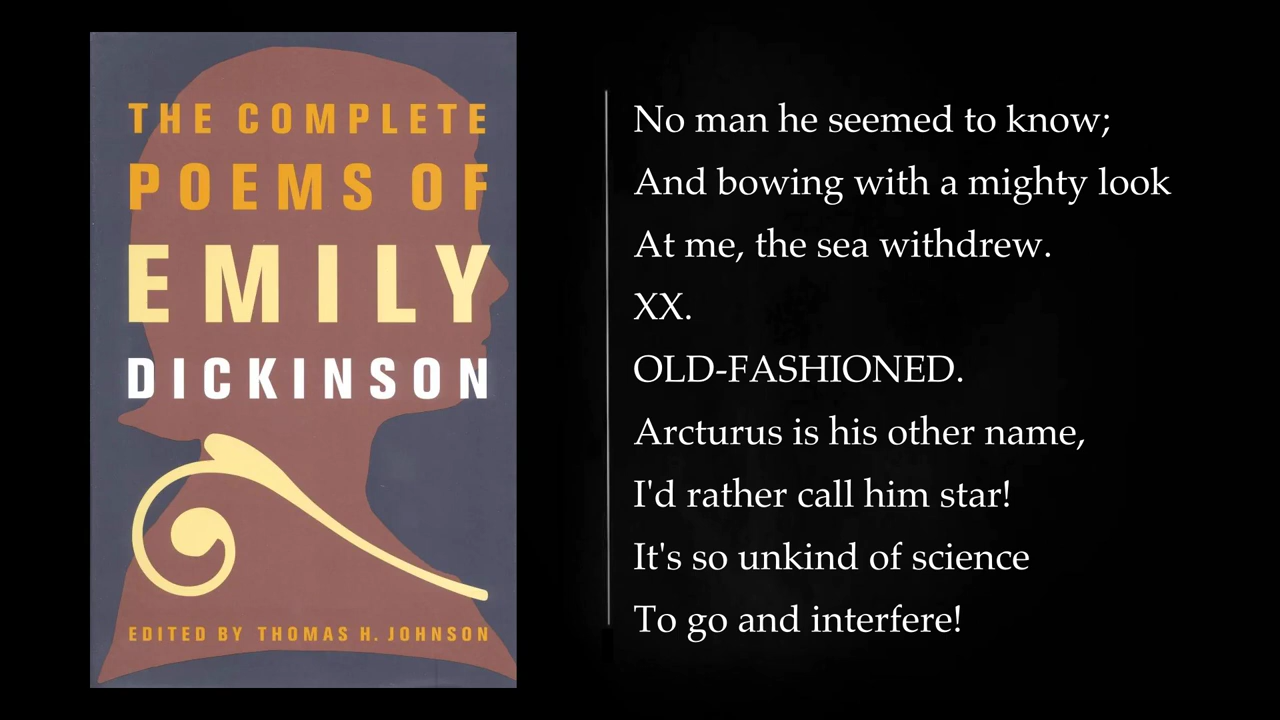 THE COMPLETE
POEMS OF
EMILY
DICKINSON
EDITED BY THOMAS H. JOHNSON
No man he seemed to know;
And bowing with a mighty look
At me, the sea withdrew.
XX.
OLD-FASHIONED.
Arcturus is his other name,
I'd rather call him star!
It's so unkind of science
To go and interfere!